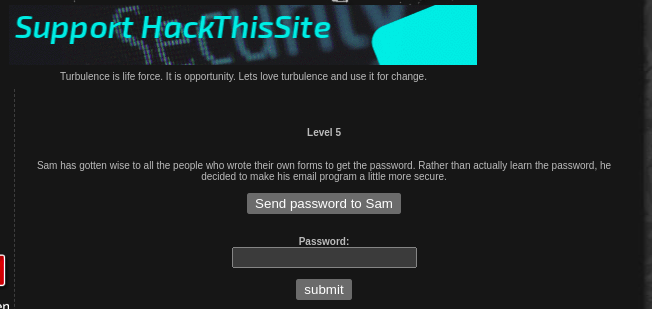 Support HackThisSite
Turbulence is life force. It is opportunity. Lets love turbulence and use it for change.
Level 5
Sam has gotten wise to all the people who wrote their own forms to get the password. Rather than actually learn the password, he
decided to make his email program a little more secure.
Send password to Sam
Password:
submit